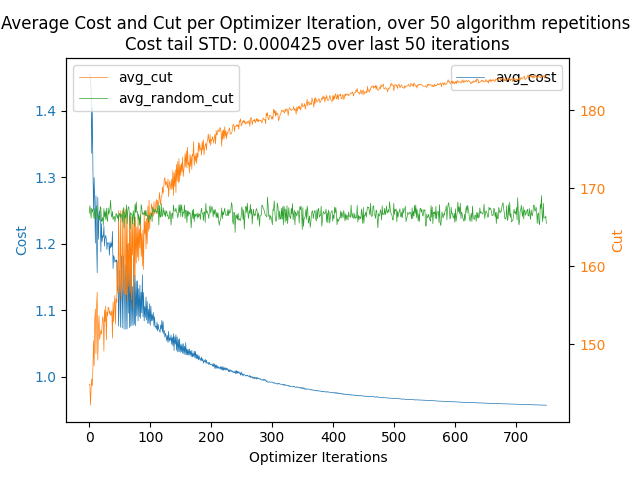 Average Cost and Cut per Optimizer Iteration, over 50 algorithm repetitions
Cost tail STD: 0.000425 over last 50 iterations
avg_cut
avg_random_cut
avg_cost
1.4
1.3
1.2
1.1
1.0
Cost
180
170
160
150
Cut
0 100 200 300 400 500 600 700
Optimizer Iterations